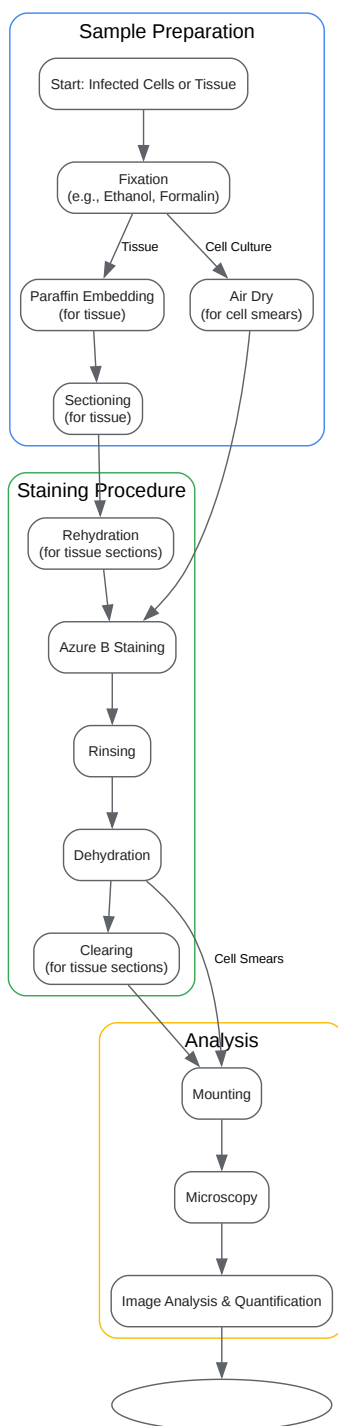 Sample Preparation
Start: Infected Cells or Tissue
Fixation
(e.g., Ethanol, Formalin)
Tissue
Cell Culture
Paraffin Embedding
(for tissue)
Air Dry
(for cell smears)
Sectioning
(for tissue)
Staining Procedure
Rehydration
(for tissue sections)
Azure B Staining
Rinsing
Dehydration
Clearing
(for tissue sections)
Cell Smears
Analysis
Mounting
Microscopy
Image Analysis & Quantification